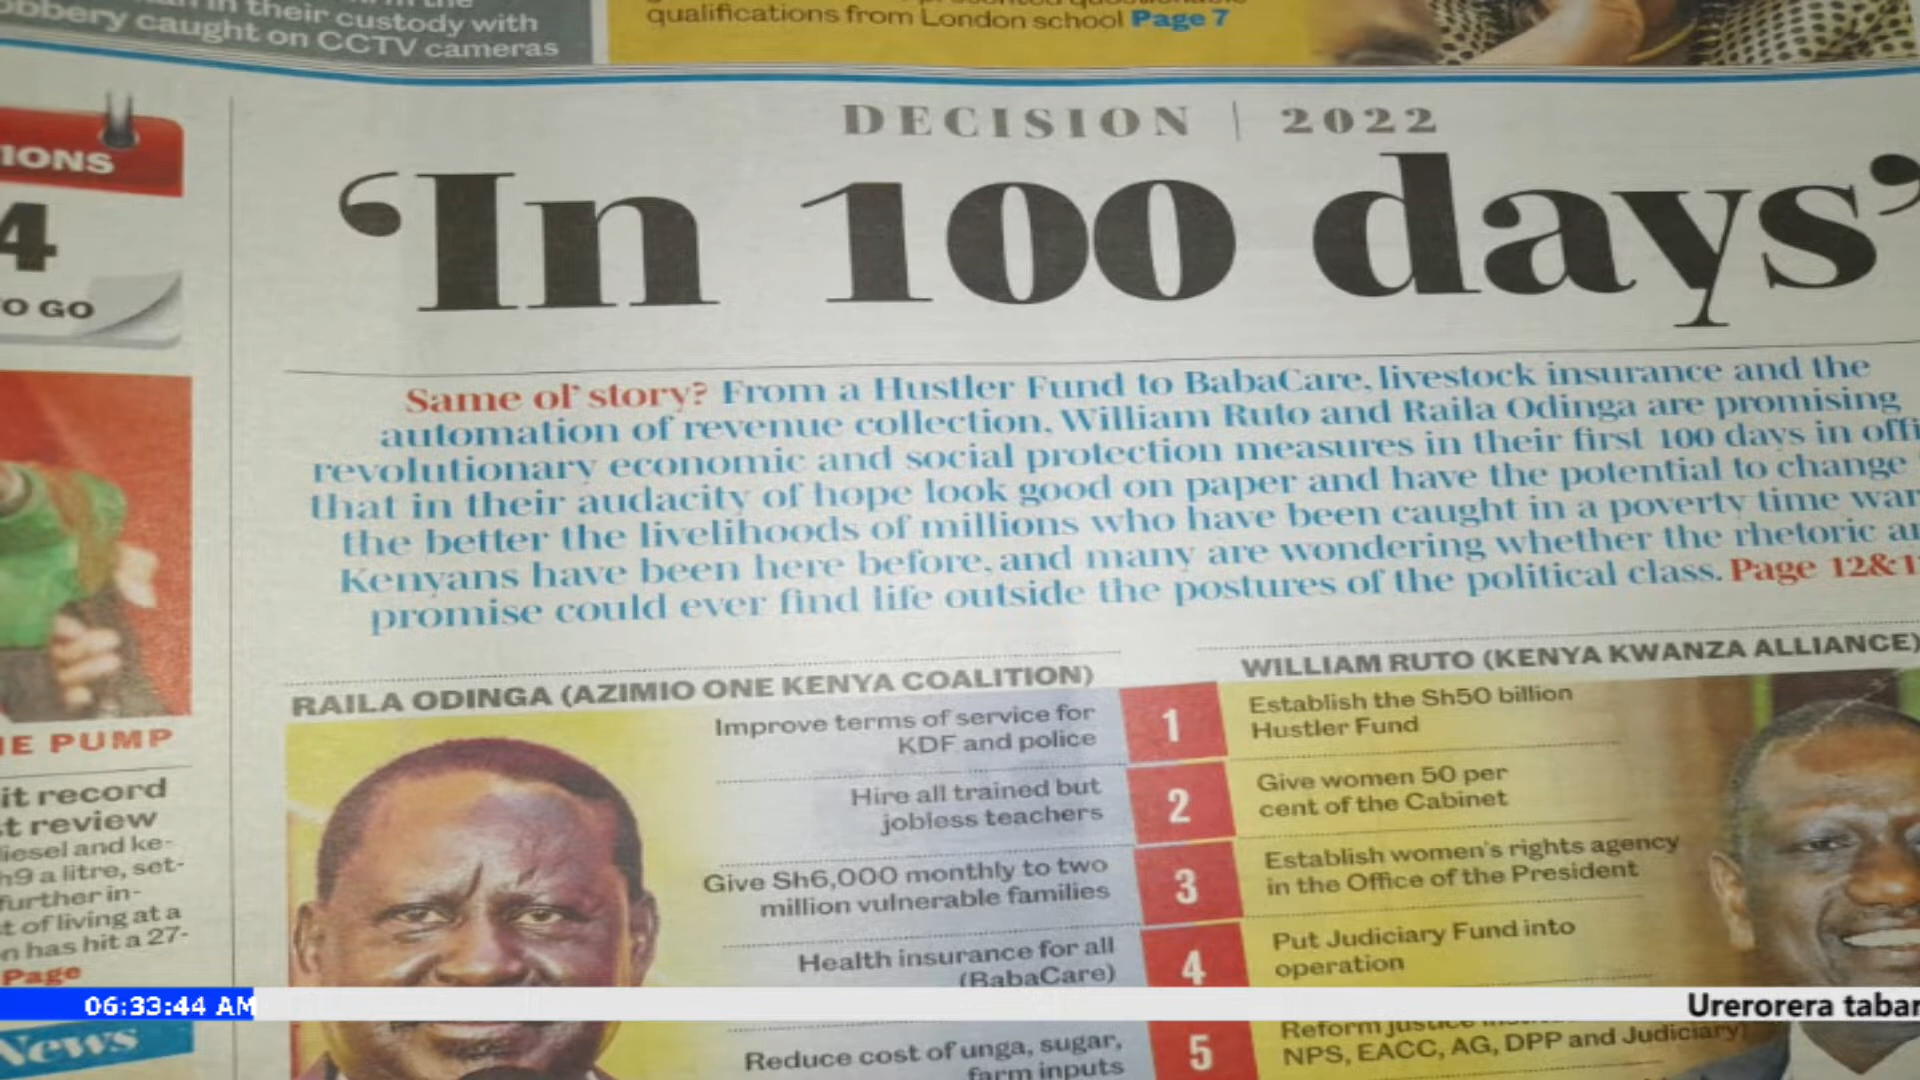 their custody with
caught on CCTV cameras
qualifications from London school Page 7
IONS
4
O GO
DECISION | 2022
‘In 100 days’
Same ol' story? From a Hustler Fund to BabaCare, livestock insurance and the
automation of revenue collection, William Ruto and Raila Odinga are promising
revolutionary economic and social protection measures in their first 100 days in offi
that in their audacity of hope look good on paper and have the potential to change
the better the livelihoods of millions who have been caught in a poverty time war
Kenyans have been here before, and many are wondering whether the rhetoric a
promise could ever find life outside the postures of the political class. Page 12&1
RAILA ODINGA (AZIMIO ONE KENYA COALITION)
Improve terms of service for
KDF and police
Hire all trained but
jobless teachers
Give Sh6,000 monthly to two
million vulnerable families
Health insurance for all
(BabaCare)
Reduce cost of unga, sugar,
farm inputs
1
2
3
4
5
WILLIAM RUTO (KENYA KWANZA ALLIANCE)
Establish the Sh50 billion
Hustler Fund
Give women 50 per
cent of the Cabinet
Establish women's rights agency
in the Office of the President
Put Judiciary Fund into
operation
Reform
NPS, EACC, AG, DPP and Judiciary)
E PUMP
it record
t review
iesel and ke-
h9 a litre, set-
further in-
t of living at a
n has hit a 27-
Page
News
06:33:44 AM
Urerorera tabar